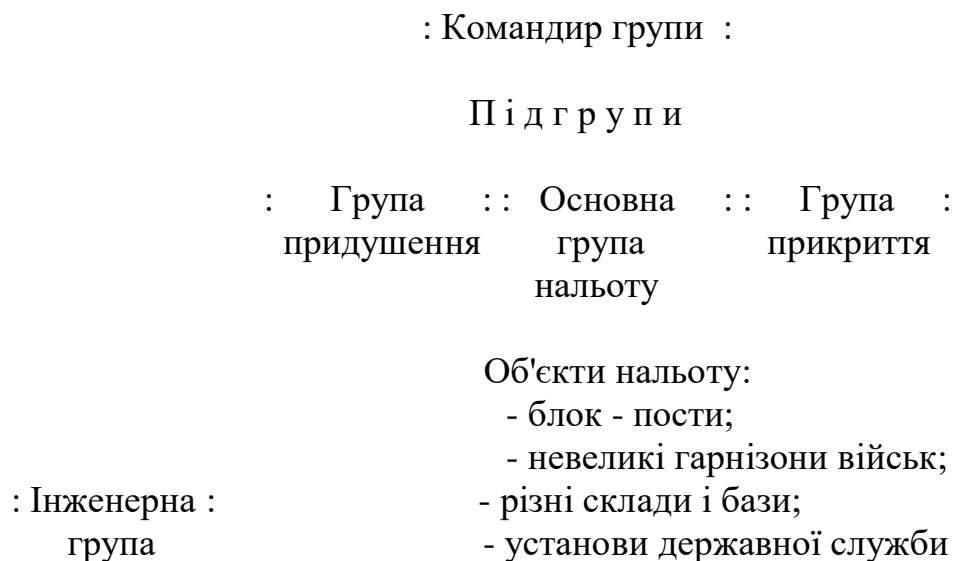 : Командир групи :
П і д г р у п и
: Група : : Основна : : Група :
придушення група прикриття
нальоту
Об'єкти нальоту:
- блок - пости;
- невеликі гарнізони військ;
: Інженерна : - різні склади і бази;
група - установи державної служби